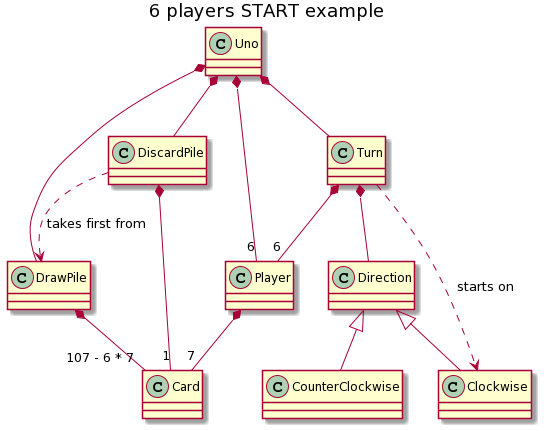 6 players START example
C Uno
C DiscardPile
C Turn
takes first from
6
6
C DrawPile
C Player
C Direction
starts on
107 - 6 * 7
1
7
C Card
C CounterClockwise
C Clockwise